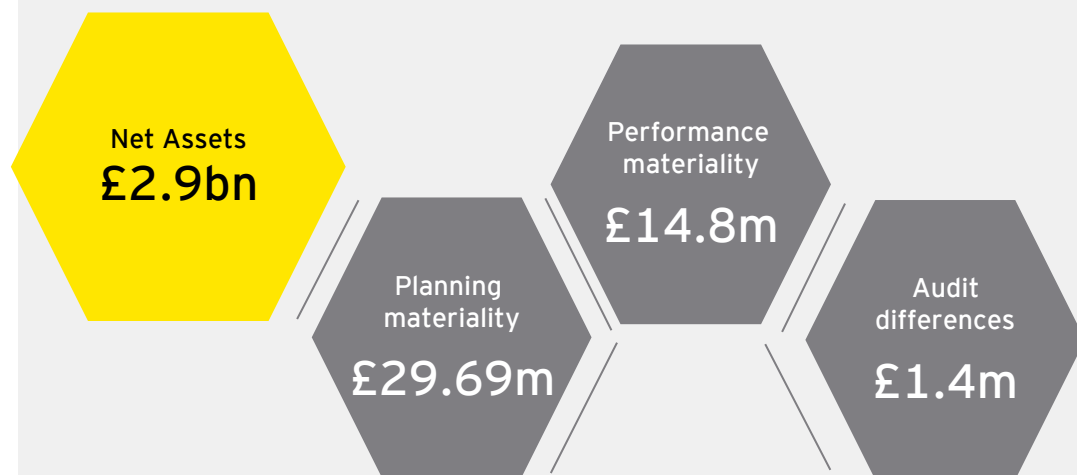 Net Assets
£2.9bn
Planning
materiality
£29.69m
Performance
materiality
£14.8m
Audit
differences
£1.4m